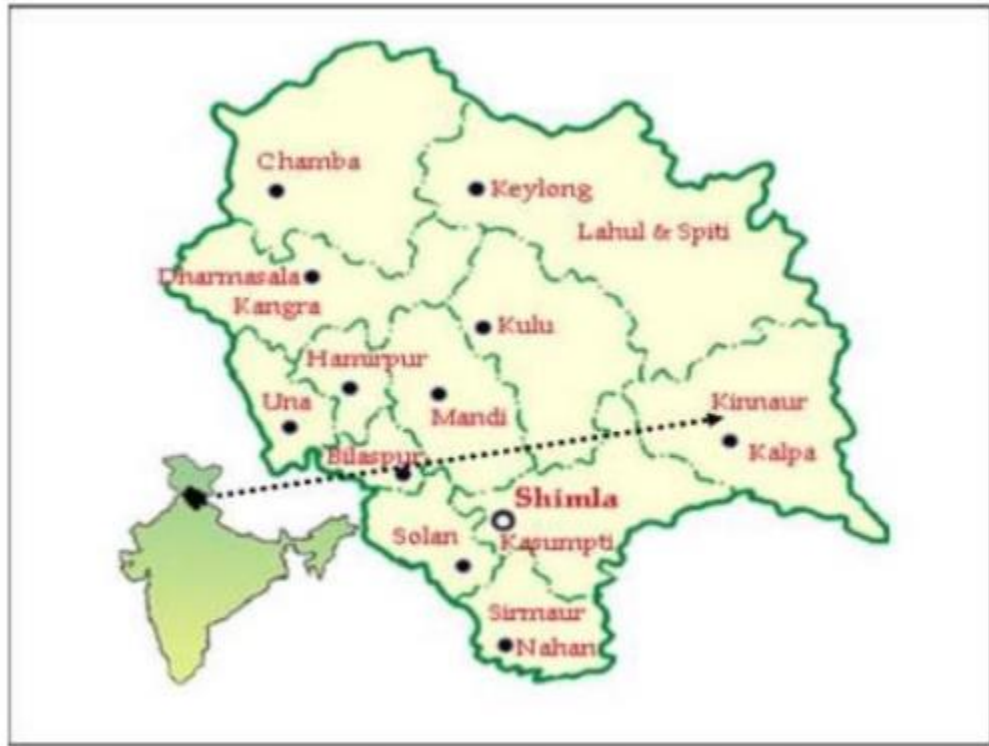 Chamba
Keylong
Lahul & Spiti
Dharmasala
Kangra
Kulu
Hamirpur
Una
Mandi
Kinnaur
Kalpa
Bilaspur
Shimla
Solan
Kasumpti
Sirmaur
Nahan